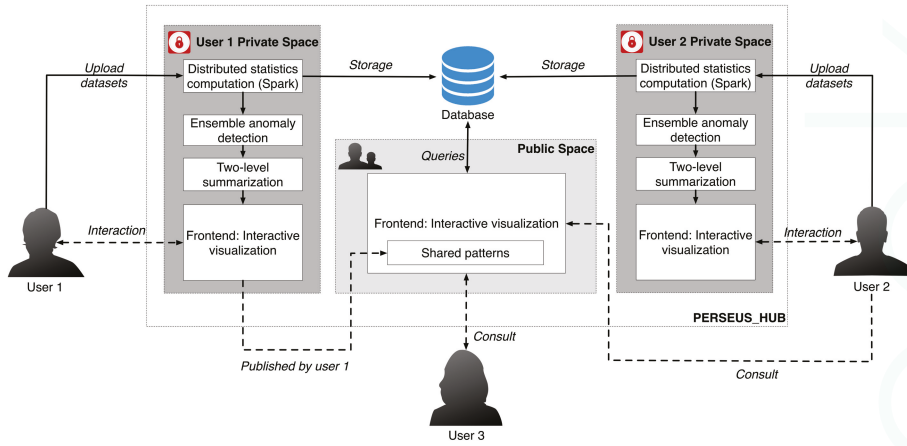 User 1 Private Space
User 2 Private Space
Upload
datasets
Distributed statistics
computation (Spark)
Storage
Storage
Distributed statistics
computation (Spark)
Upload
datasets
Database
Ensemble anomaly
detection
Ensemble anomaly
detection
Queries
Public Space
Two-level
summarization
Two-level
summarization
Interaction
Frontend: Interactive
visualization
Frontend: Interactive visualization
Shared patterns
Frontend: Interactive
visualization
Interaction
User 1
User 2
PERSEUS_HUB
Consult
Published by user 1
Consult
User 3